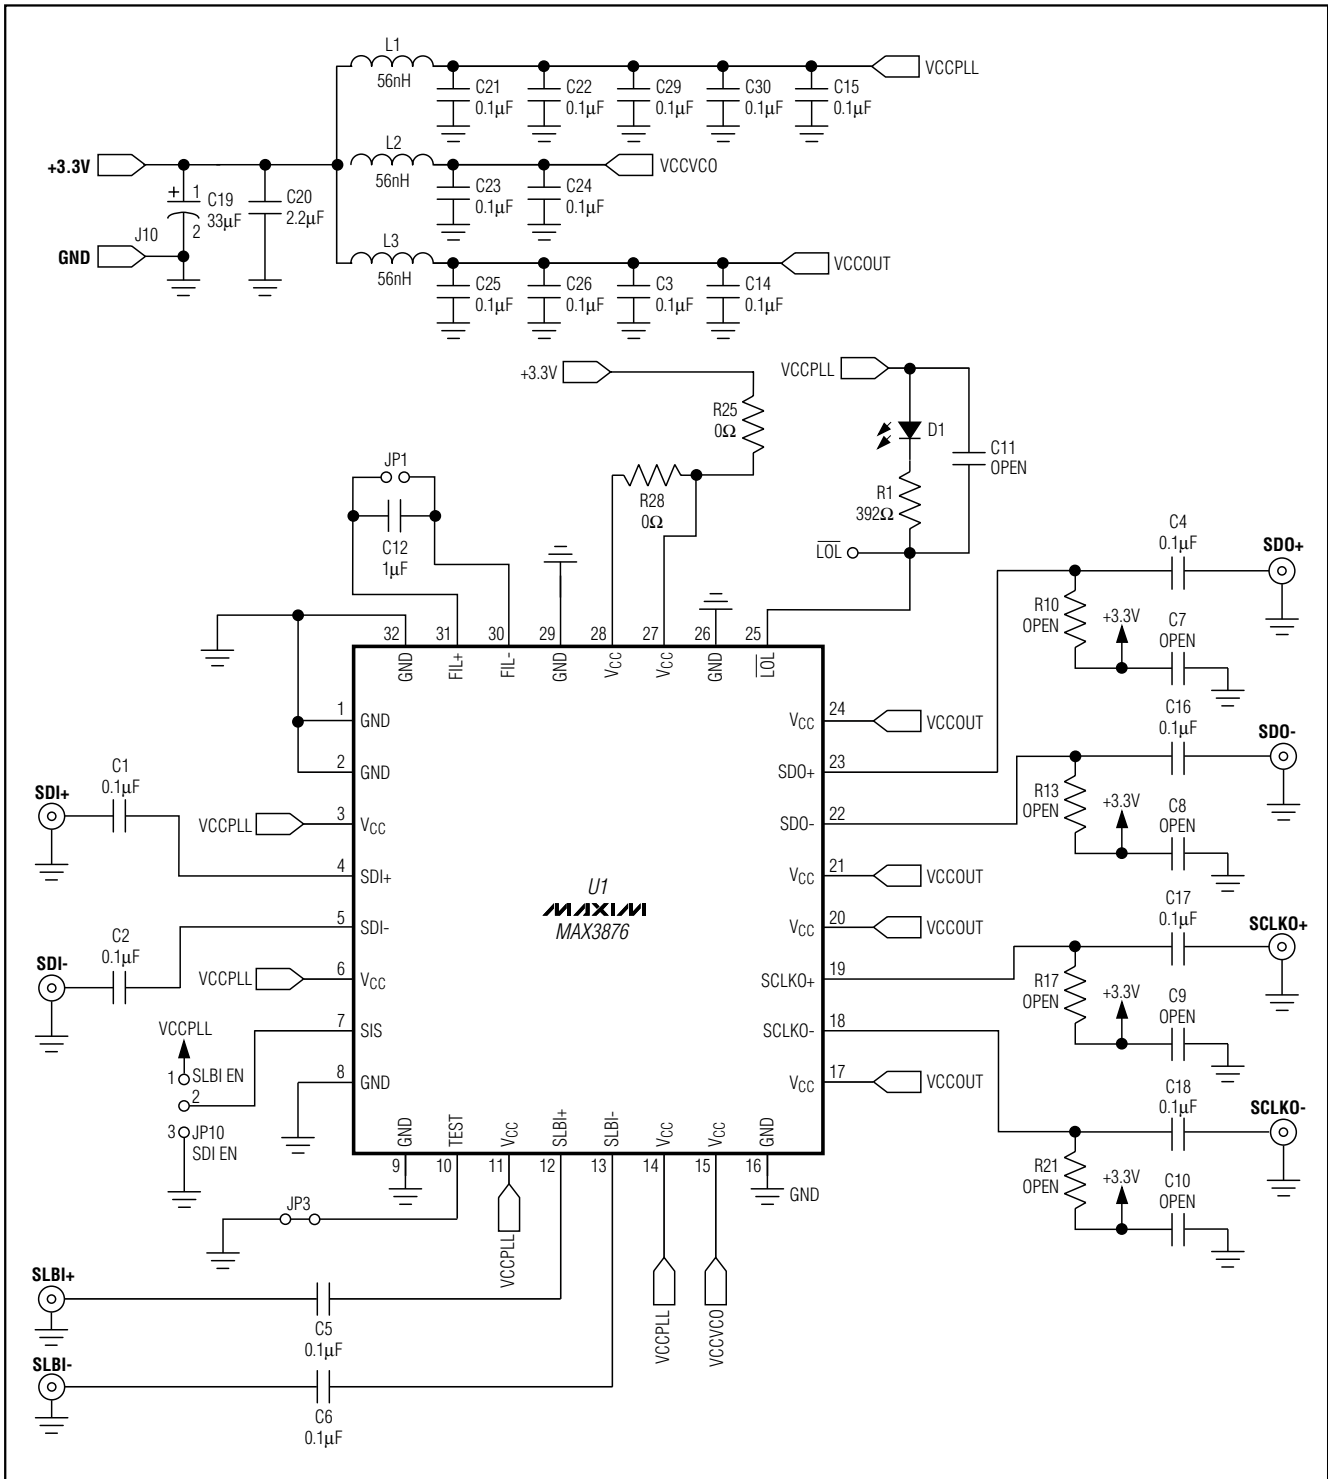 L1
56nH
C21
0.1µF
C22
0.1µF
C29
0.1µF
C30
0.1µF
C15
0.1µF
VCCPLL
+3.3V
+ 1
C19
33µF
2
C20
2.2µF
L2
56nH
C23
0.1µF
C24
0.1µF
VCCVCO
J10
GND
L3
56nH
C25
0.1µF
C26
0.1µF
C3
0.1µF
C14
0.1µF
VCCOUT
+3.3V
R25
0Ω
R28
0Ω
VCCPLL
D1
C11
OPEN
R1
392Ω
LOL
JP1
C12
1µF
32
31
30
29
28
27
26
25
GND
FIL+
FIL-
GND
VCC
VCC
GND
LOL
1
GND
2
GND
3
VCC
VCCPLL
4
SDI+
5
SDI-
6
VCC
VCCPLL
7
SIS
8
GND
SDI+
C1
0.1µF
SDI-
C2
0.1µF
VCCPLL
1
SLBI EN
2
3
JP10
SDI EN
U1
MAXIM
MAX3876
VCC
24
VCCOUT
SDO+
23
SDO-
22
VCC
21
VCCOUT
VCC
20
VCCOUT
SCLKO+
19
SCLKO-
18
VCC
17
VCCOUT
C4
0.1µF
SDO+
R10
OPEN
+3.3V
C7
OPEN
C16
0.1µF
SDO-
R13
OPEN
+3.3V
C8
OPEN
C17
0.1µF
SCLKO+
R17
OPEN
+3.3V
C9
OPEN
C18
0.1µF
SCLKO-
R21
OPEN
+3.3V
C10
OPEN
GND
TEST
VCC
SLBI+
SLBI-
VCC
VCC
GND
9
10
11
12
13
14
15
16
GND
JP3
VCCPLL
VCCPLL
VCCVCO
SLBI+
C5
0.1µF
SLBI-
C6
0.1µF